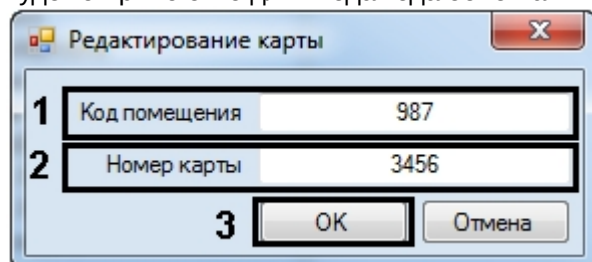 Редактирование карты
1 Код помещения 987
2 Номер карты 3456
3 OK Отмена